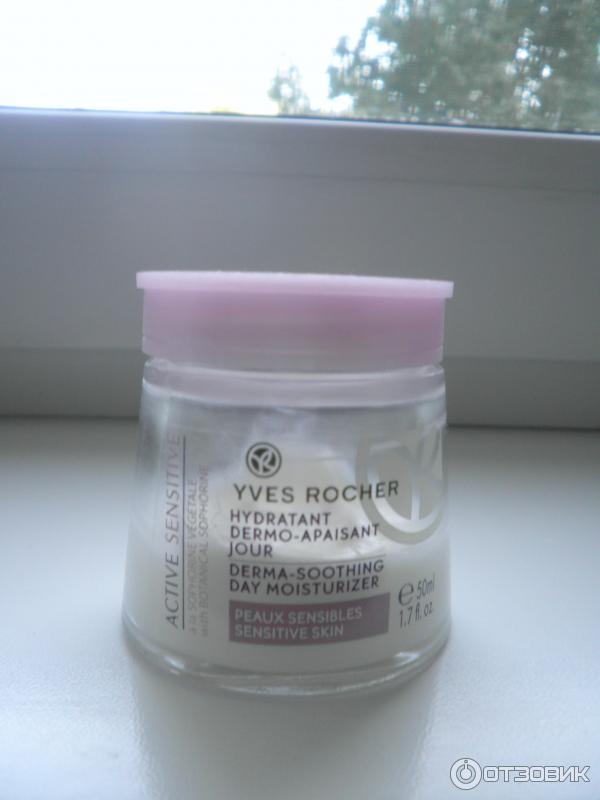 YVES ROCHER
HYDRATANT
DERMO-APAISANT
JOUR
DERMA-SOOTHING
DAY MOISTURIZER
PEAUX SENSIBLES
SENSITIVE SKIN
ACTIVE SENSITIVE
à la SOPHORINE VÉGÉTALE
with BOTANICAL SOPHORINE
e 50ml
1.7 fl. oz.
ОТЗОВИК